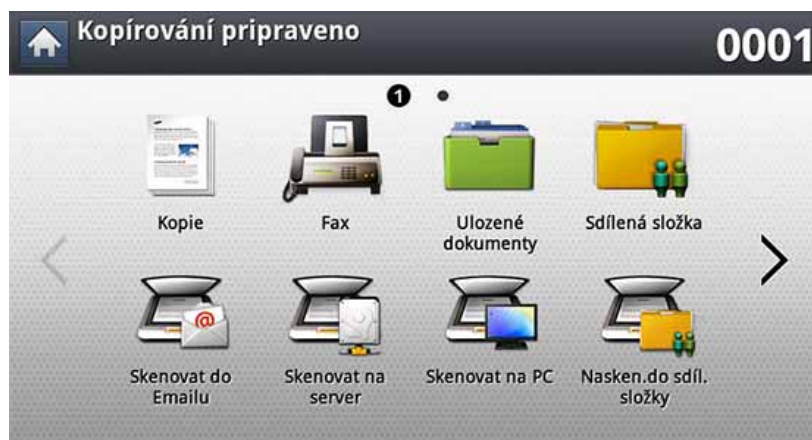 Kopírování pripraveno
0001
1
Kopie
Fax
Ulozené
dokumenty
Sdílená složka
@
Skenovat do
Emailu
Skenovat na
server
Skenovat na PC
Nasken.do sdíl.
složky